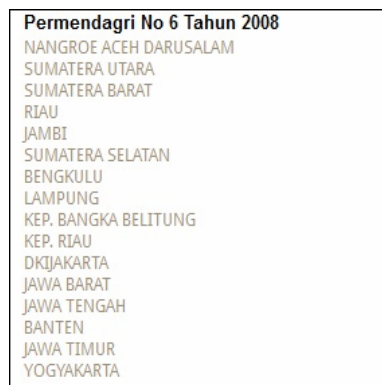 Permendagri No 6 Tahun 2008
NANGROE ACEH DARUSALAM
SUMATERA UTARA
SUMATERA BARAT
RIAU
JAMBI
SUMATERA SELATAN
BENGKULU
LAMPUNG
KEP. BANGKA BELITUNG
KEP. RIAU
DKIJAKARTA
JAWA BARAT
JAWA TENGAH
BANTEN
JAWA TIMUR
YOGYAKARTA